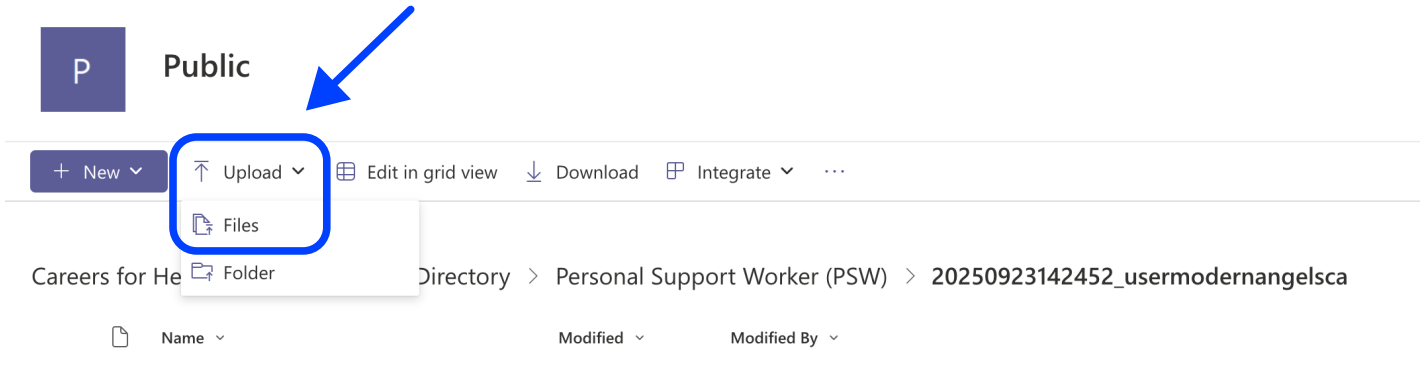 P
Public
New
Upload
Edit in grid view
Download
Integrate
...
Files
Folder
Careers for He Directory > Personal Support Worker (PSW) > 20250923142452_usermodernangelsca
Name
Modified
Modified By